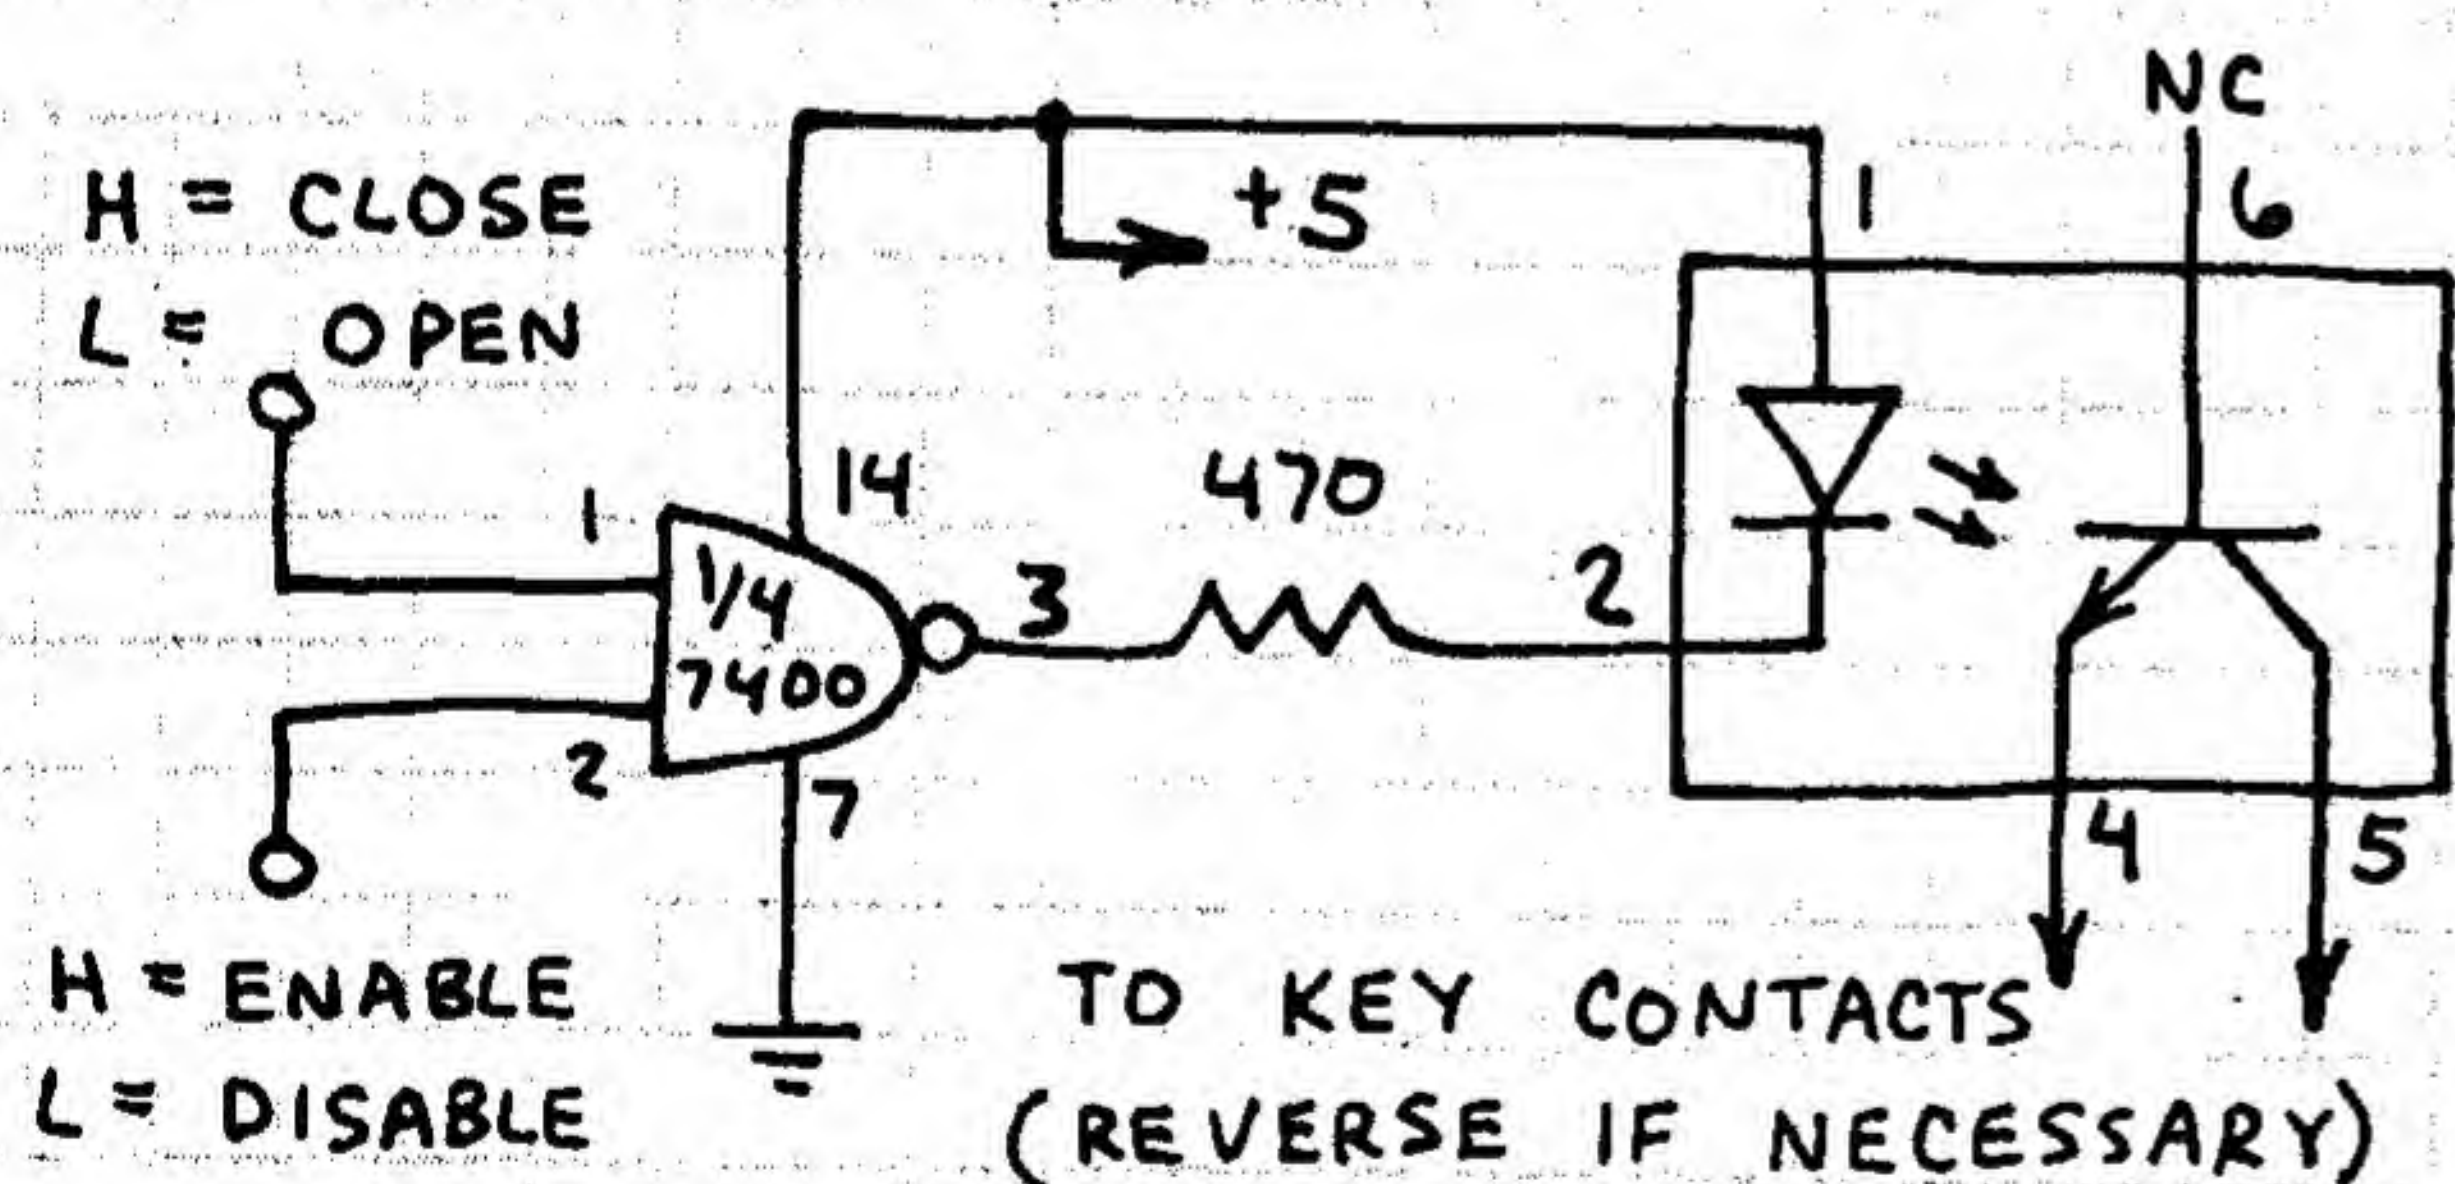 NC
H = CLOSE
L = OPEN
+5
1
6
14
470
1
1/4
7400
3
2
2
7
4
5
H = ENABLE
L = DISABLE
TO KEY CONTACTS
(REVERSE IF NECESSARY)